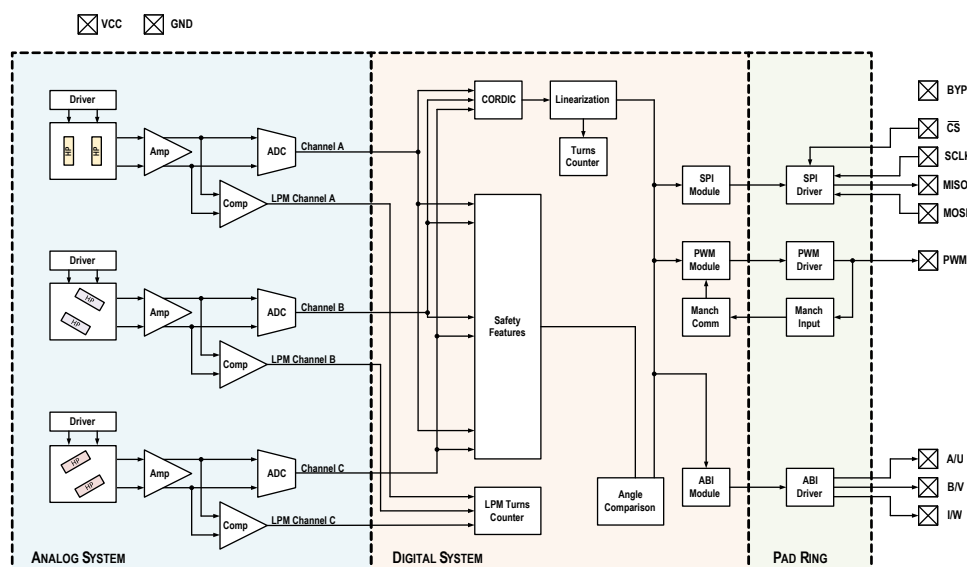 VCC
GND
Driver
HP HP
Amp
ADC
Channel A
Comp
LPM Channel A
Driver
HP
HP
Amp
ADC
Channel B
Comp
LPM Channel B
Driver
HP
HP
Amp
ADC
Channel C
Comp
LPM Channel C
ANALOG SYSTEM
CORDIC
Linearization
Turns
Counter
Safety
Features
LPM Turns
Counter
Angle
Comparison
SPI
Module
PWM
Module
Manch
Comm
ABI
Module
DIGITAL SYSTEM
SPI
Driver
PWM
Driver
Manch
Input
ABI
Driver
PAD RING
BYP
CS
SCLK
MISO
MOSI
PWM
A/U
B/V
I/W